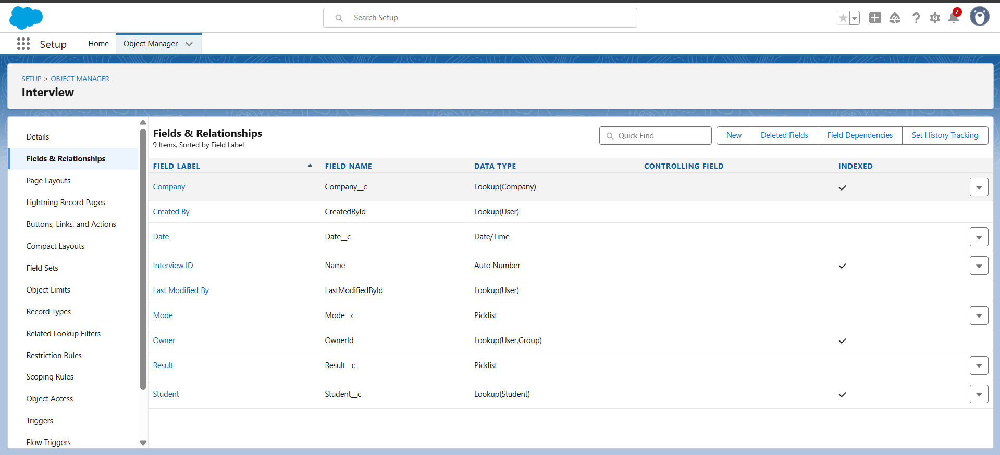 Search Setup
2
Setup
Home
Object Manager
SETUP > OBJECT MANAGER
Interview
Details
Fields & Relationships
Page Layouts
Lightning Record Pages
Buttons, Links, and Actions
Compact Layouts
Field Sets
Object Limits
Record Types
Related Lookup Filters
Restriction Rules
Scoping Rules
Object Access
Triggers
Flow Triggers
Fields & Relationships
9 Items, Sorted by Field Label
Quick Find
New
Deleted Fields
Field Dependencies
Set History Tracking
FIELD LABEL FIELD NAME DATA TYPE CONTROLLING FIELD INDEXED
Company Company__c Lookup(Company)
Created By CreatedById Lookup(User)
Date Date__c Date/Time
Interview ID Name Auto Number
Last Modified By LastModifiedById Lookup(User)
Mode Mode__c Picklist
Owner OwnerId Lookup(User,Group)
Result Result__c Picklist
Student Student__c Lookup(Student)